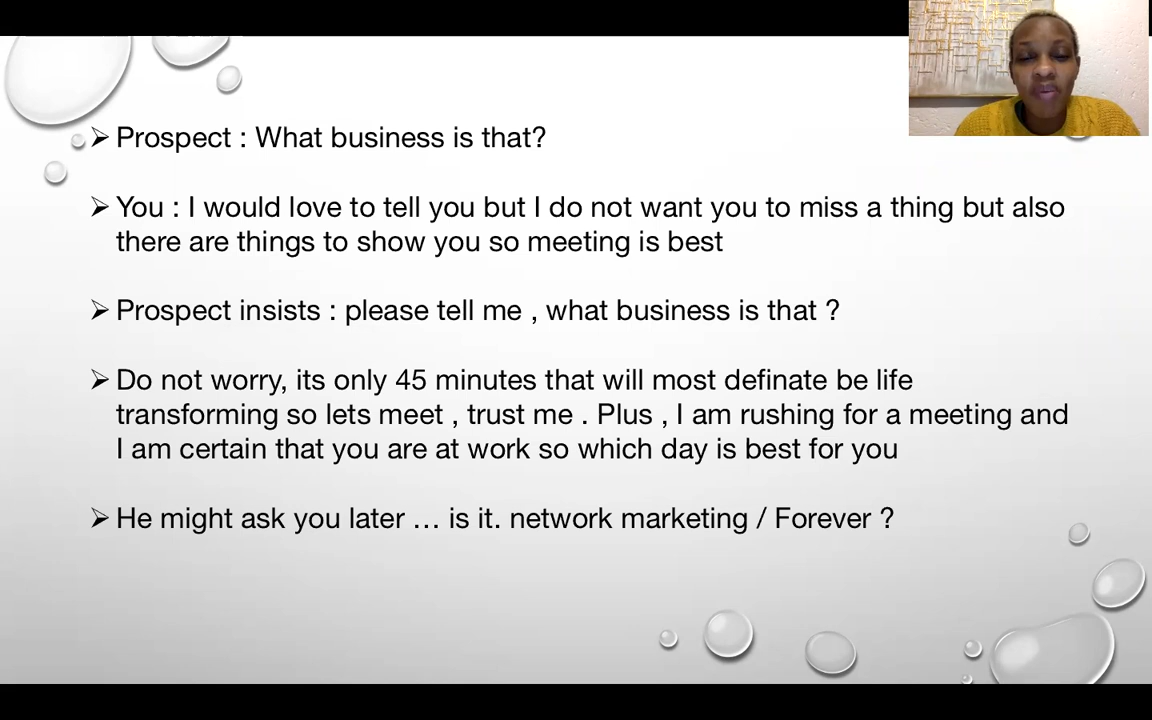 Prospect : What business is that?
You : I would love to tell you but I do not want you to miss a thing but also
there are things to show you so meeting is best
Prospect insists : please tell me , what business is that ?
Do not worry, its only 45 minutes that will most definate be life
transforming so lets meet , trust me . Plus , I am rushing for a meeting and
I am certain that you are at work so which day is best for you
He might ask you later … is it. network marketing / Forever ?